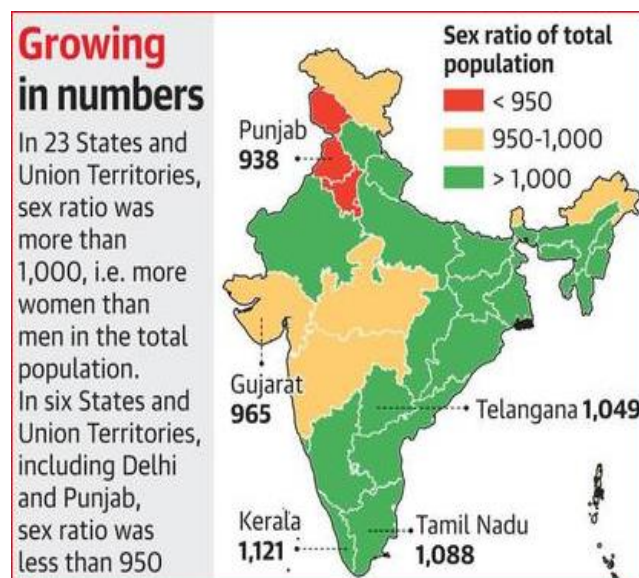 Growing
in numbers
In 23 States and
Union Territories,
sex ratio was
more than
1,000, i.e. more
women than
men in the total
population.
In six States and
Union Territories,
including Delhi
and Punjab,
sex ratio was
less than 950
Sex ratio of total
population
< 950
950-1,000
> 1,000
Punjab
938
Gujarat
965
Telangana 1,049
Kerala
1,121
Tamil Nadu
1,088